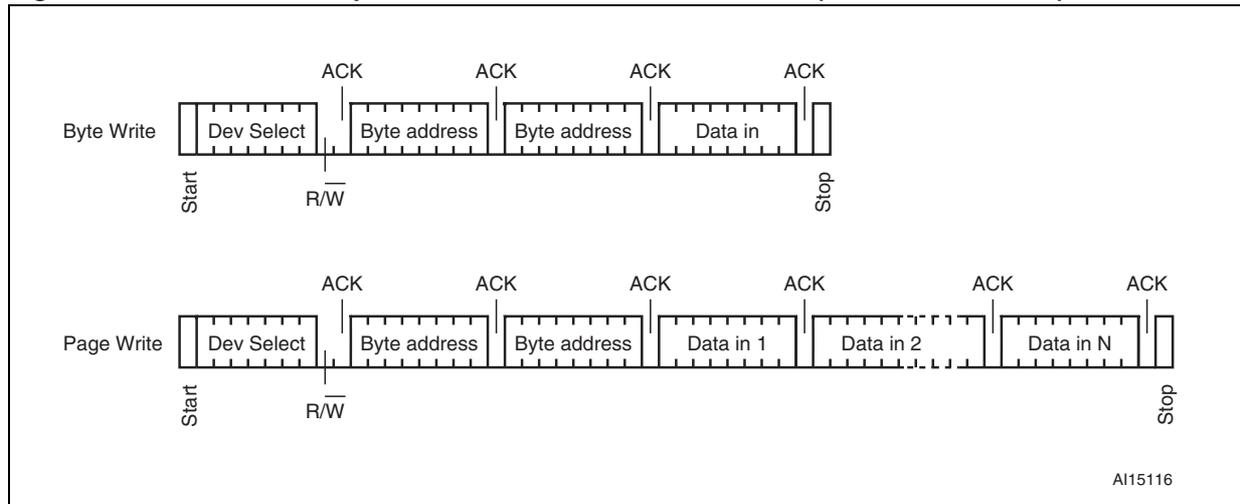 ACK ACK ACK ACK
Byte Write Dev Select Byte address Byte address Data in
Start R/W Stop
ACK ACK ACK ACK ACK ACK
Page Write Dev Select Byte address Byte address Data in 1 Data in 2 Data in N
Start R/W Stop
AI15116